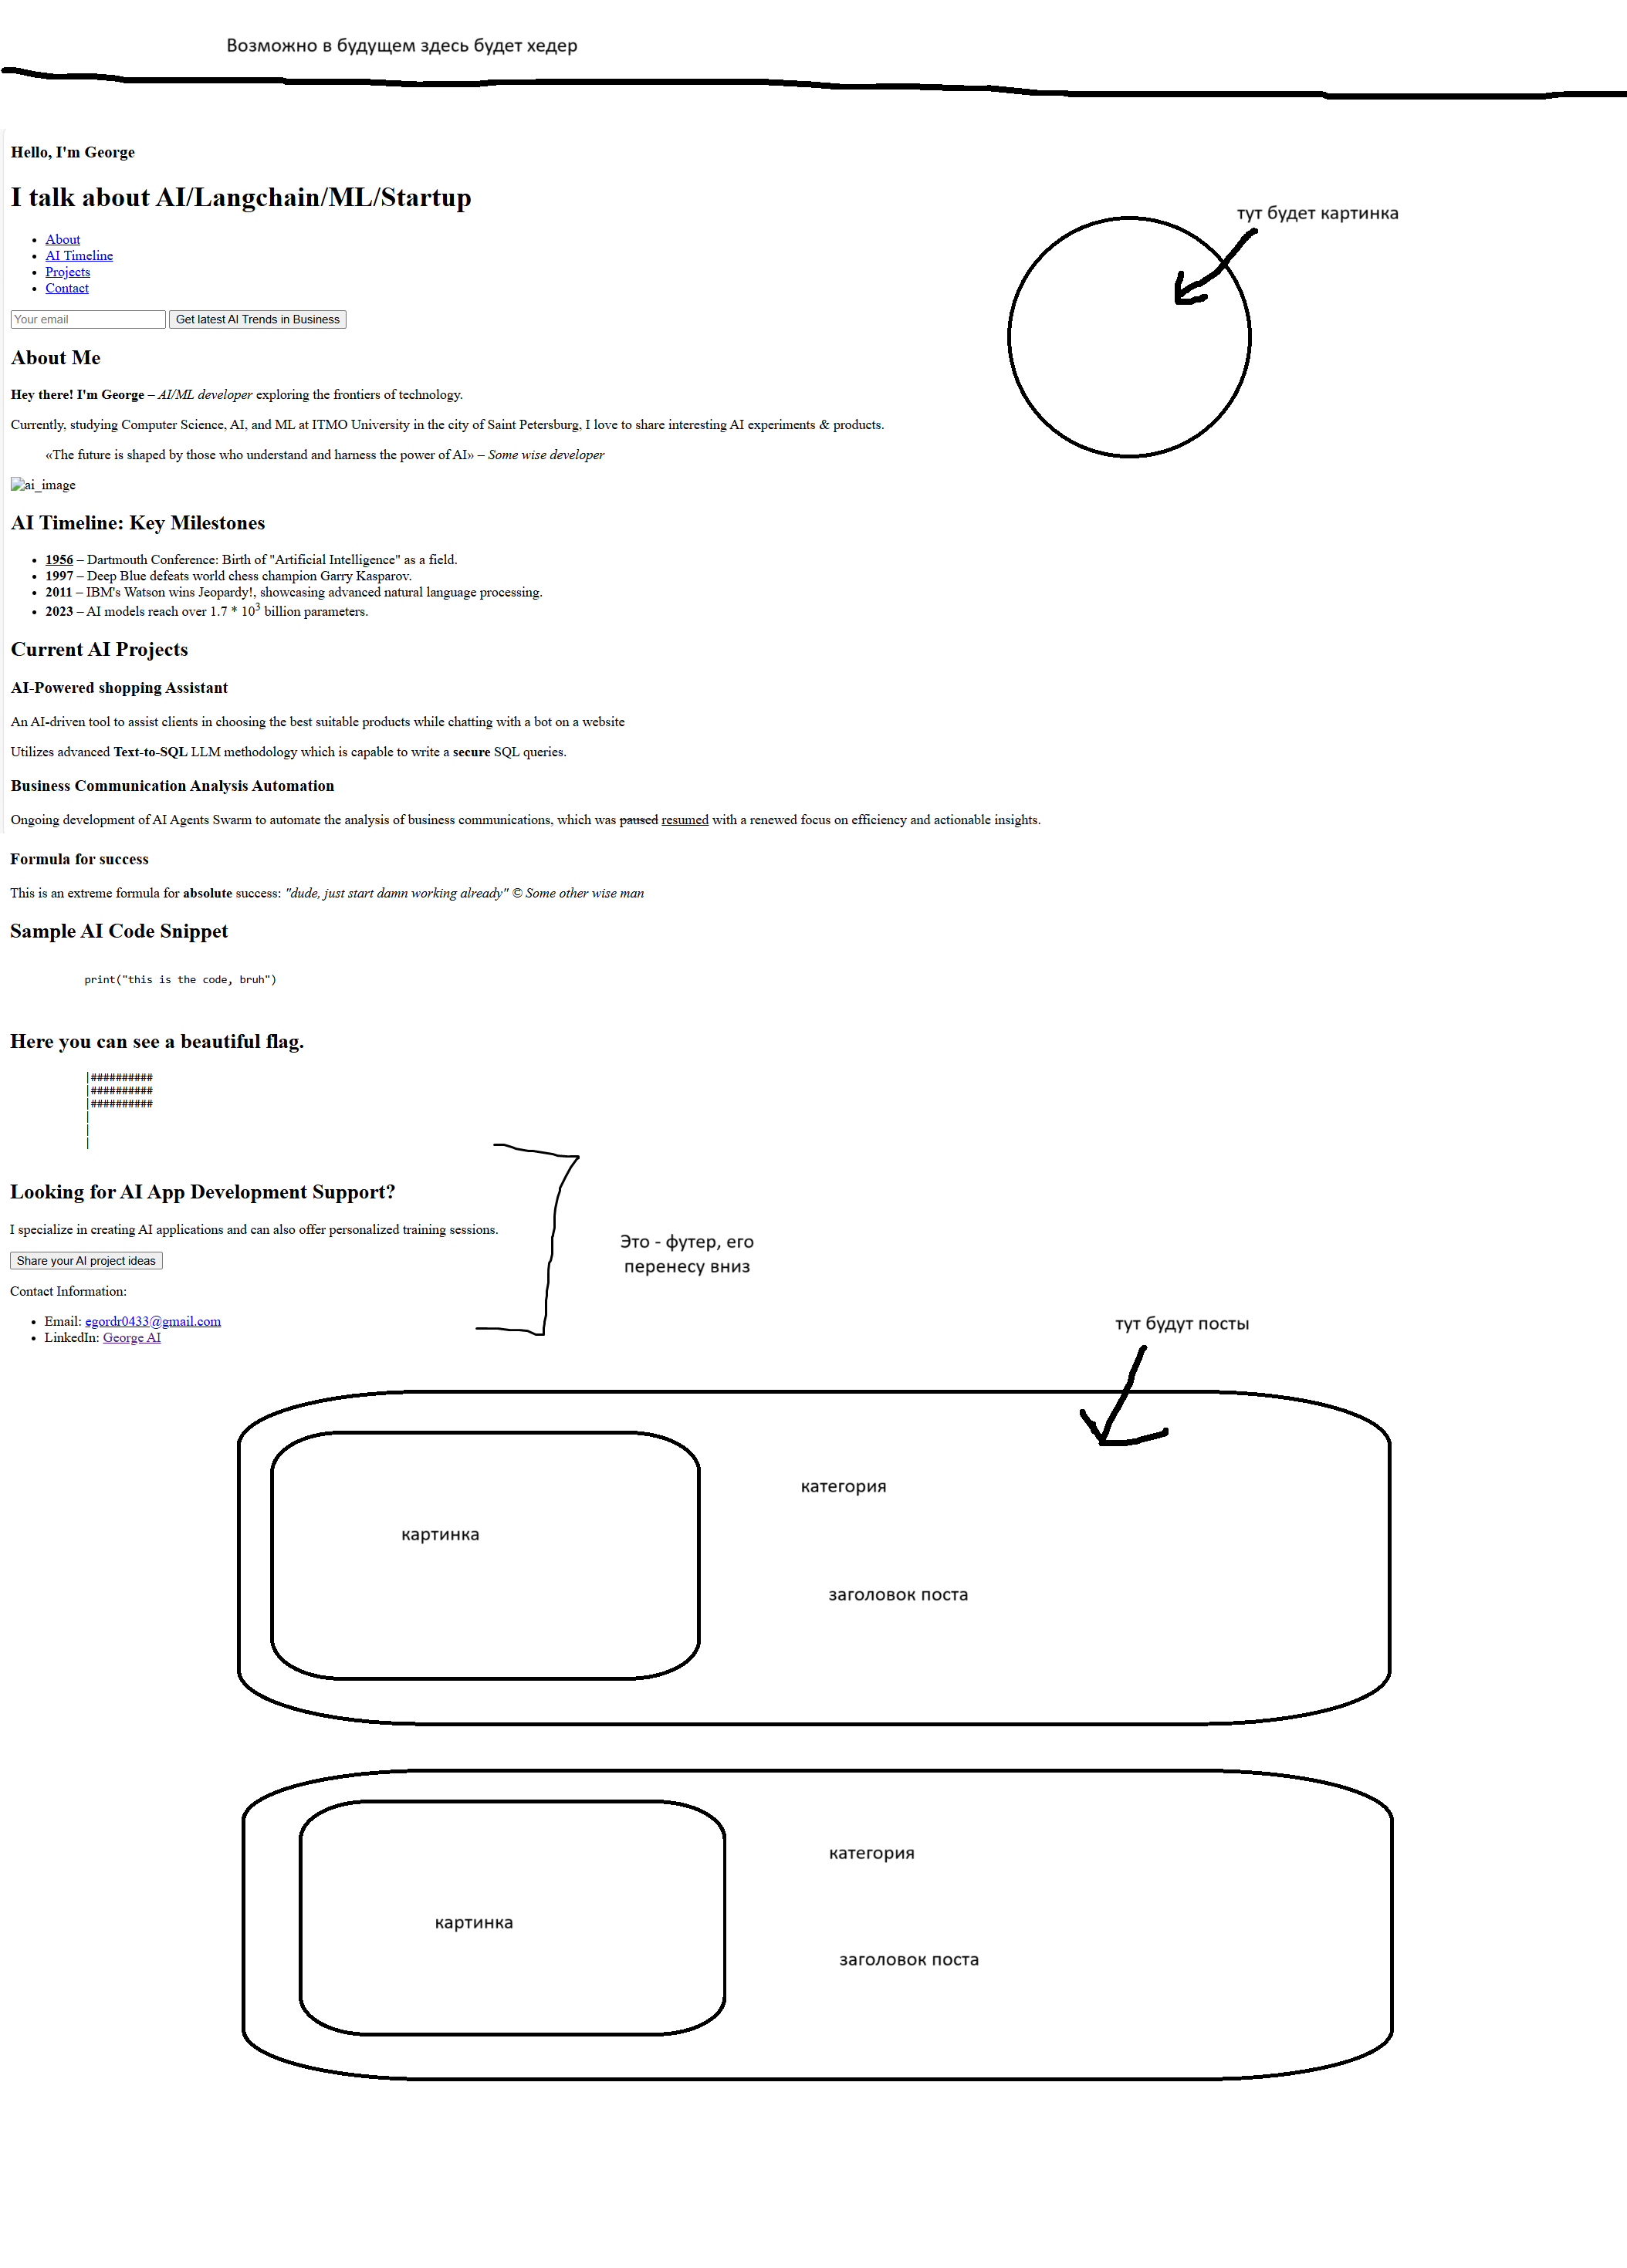 Возможно в будущем здесь будет хедер
Hello, I'm George
I talk about AI/Langchain/ML/Startup
тут будет картинка
• About
• AI Timeline
• Projects
• Contact
Your email Get latest AI Trends in Business
About Me
Hey there! I'm George – AI/ML developer exploring the frontiers of technology.
Currently, studying Computer Science, AI, and ML at ITMO University in the city of Saint Petersburg, I love to share interesting AI experiments & products.
«The future is shaped by those who understand and harness the power of AI» – Some wise developer
ai_image
AI Timeline: Key Milestones
• 1956 – Dartmouth Conference: Birth of "Artificial Intelligence" as a field.
• 1997 – Deep Blue defeats world chess champion Garry Kasparov.
• 2011 – IBM's Watson wins Jeopardy!, showcasing advanced natural language processing.
• 2023 – AI models reach over 1.7 * 10³ billion parameters.
Current AI Projects
AI-Powered shopping Assistant
An AI-driven tool to assist clients in choosing the best suitable products while chatting with a bot on a website
Utilizes advanced Text-to-SQL LLM methodology which is capable to write a secure SQL queries.
Business Communication Analysis Automation
Ongoing development of AI Agents Swarm to automate the analysis of business communications, which was paused resumed with a renewed focus on efficiency and actionable insights.
Formula for success
This is an extreme formula for absolute success: "dude, just start damn working already" © Some other wise man
Sample AI Code Snippet
print("this is the code, bruh")
Here you can see a beautiful flag.
|##########
|##########
|##########
|
|
|
Looking for AI App Development Support?
I specialize in creating AI applications and can also offer personalized training sessions.
Share your AI project ideas
Contact Information:
• Email: egordr0433@gmail.com
• LinkedIn: George AI
Это - футер, его
перенесу вниз
тут будут посты
категория
картинка
заголовок поста
категория
картинка
заголовок поста